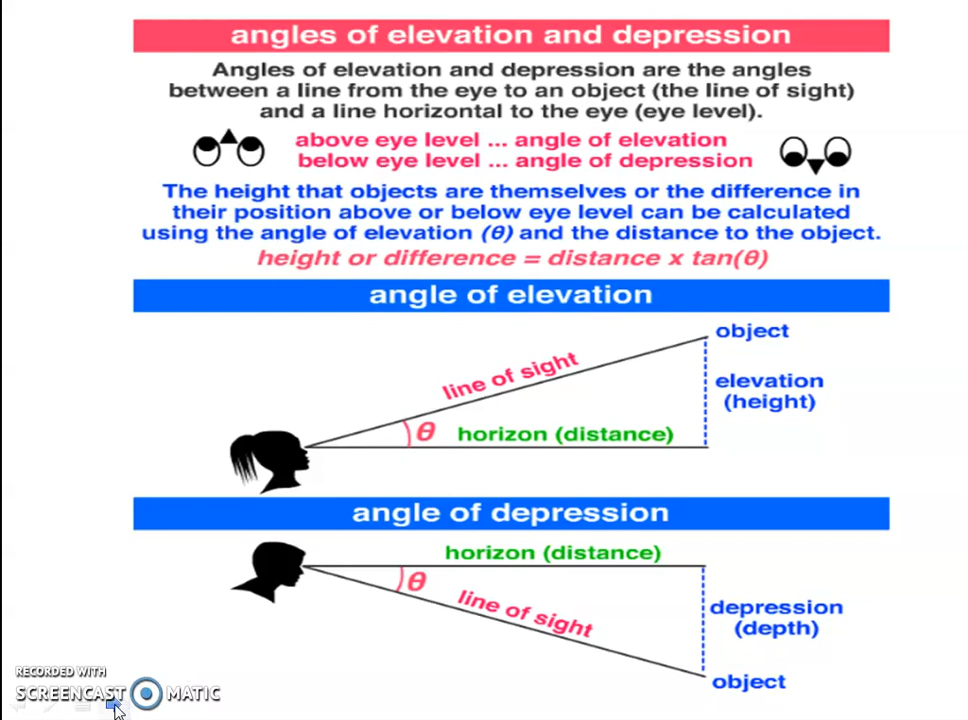 angles of elevation and depression
Angles of elevation and depression are the angles
between a line from the eye to an object (the line of sight)
and a line horizontal to the eye (eye level).
above eye level ... angle of elevation
below eye level ... angle of depression
The height that objects are themselves or the difference in
their position above or below eye level can be calculated
using the angle of elevation (θ) and the distance to the object.
height or difference = distance x tan(θ)
angle of elevation
object
line of sight
elevation
(height)
θ
horizon (distance)
angle of depression
horizon (distance)
θ
line of sight
depression
(depth)
object
RECORDED WITH
SCREENCAST MATIC